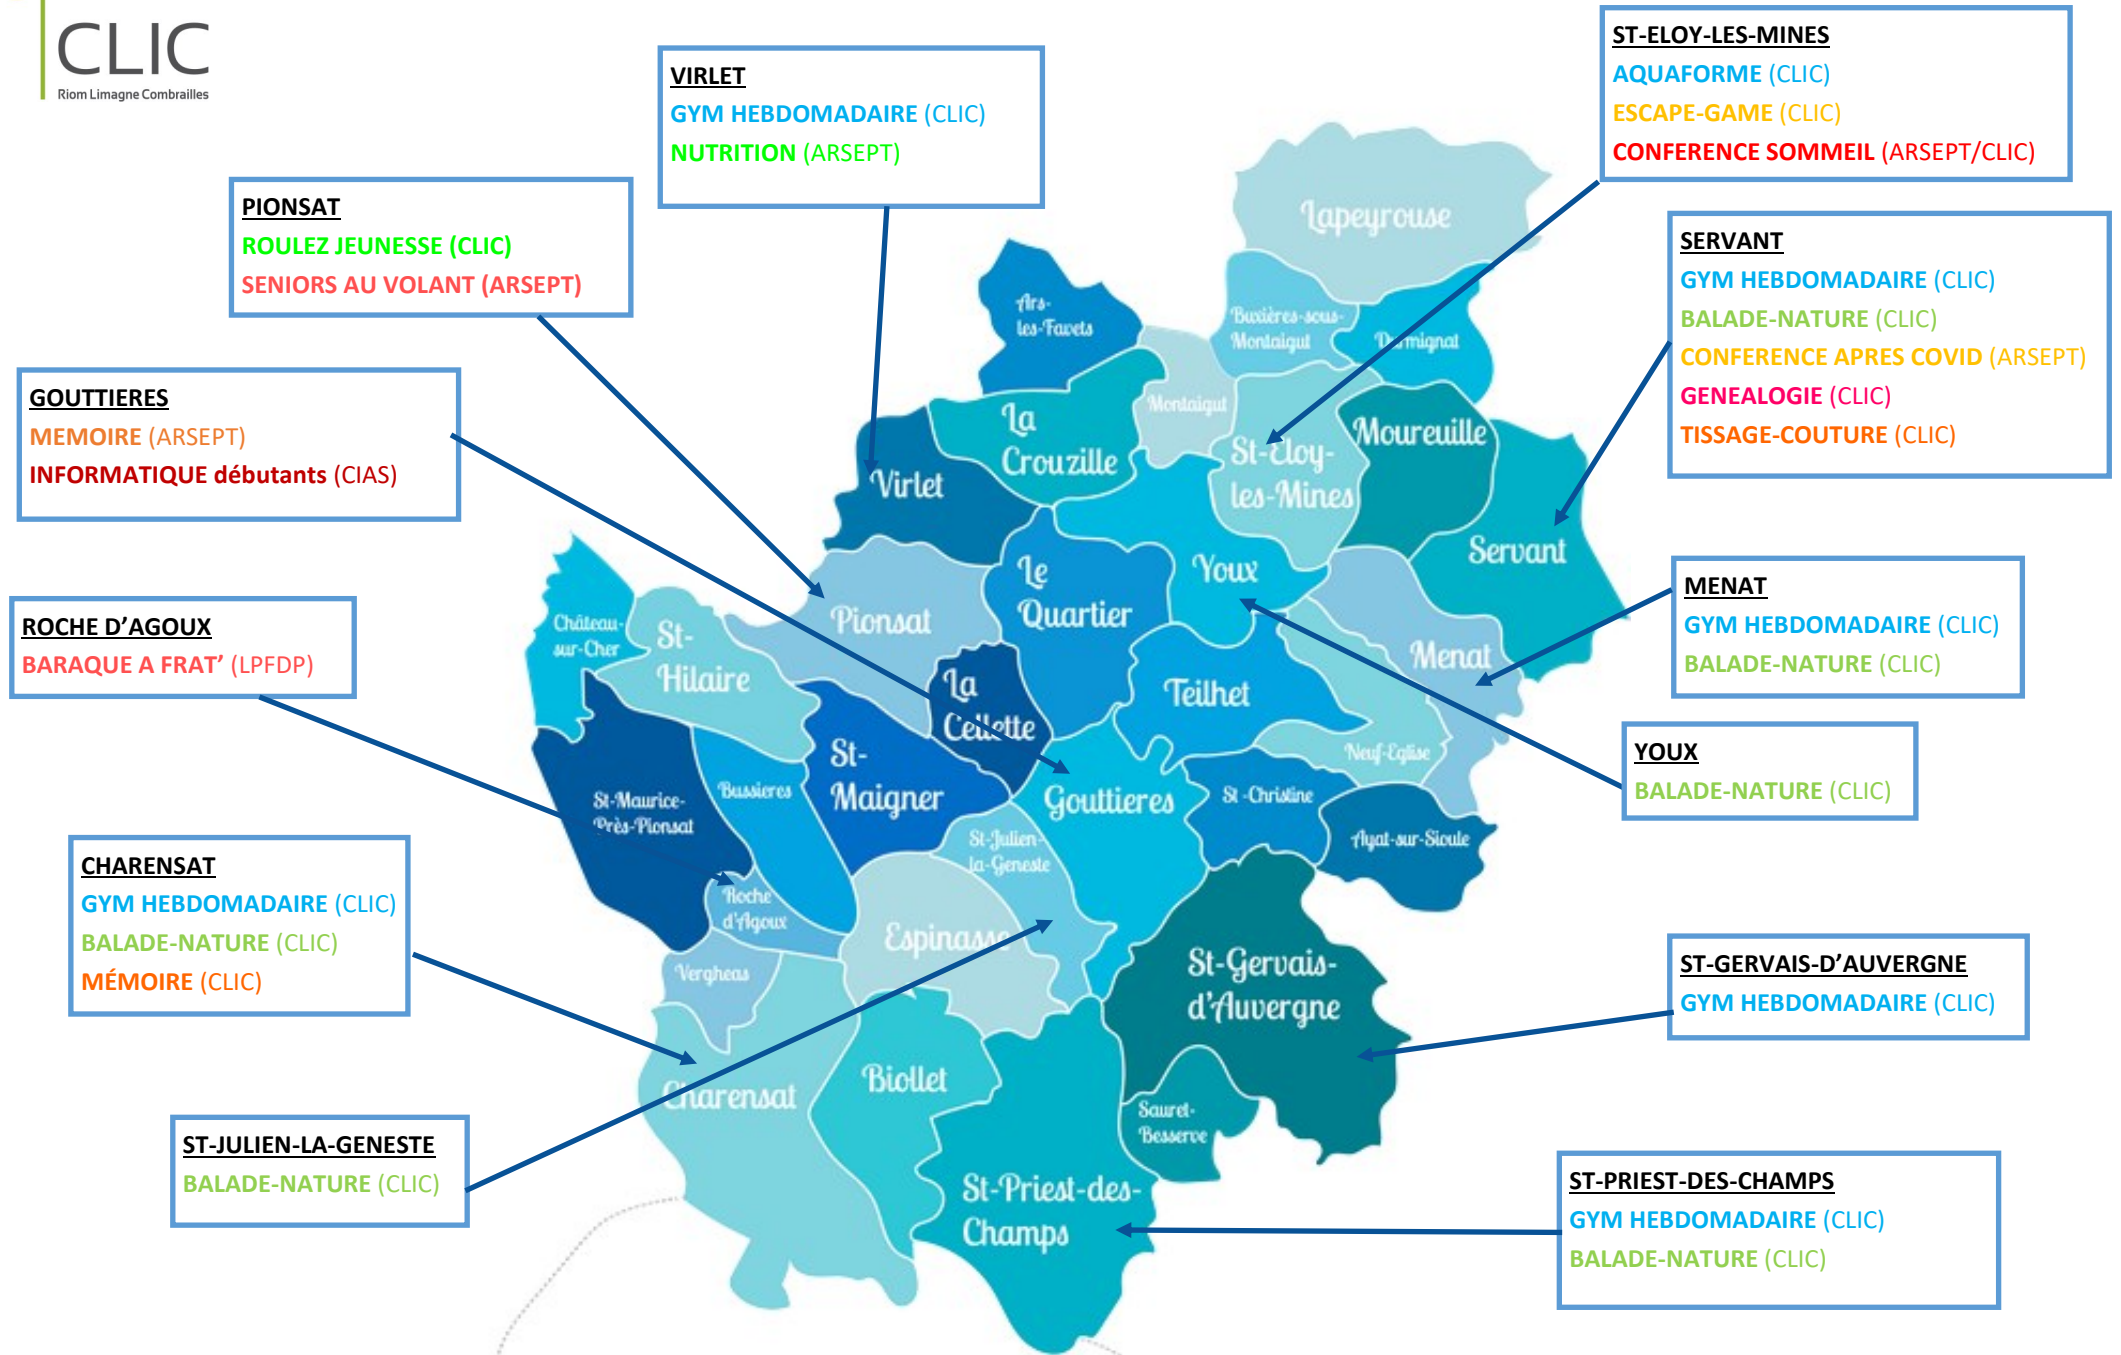 CLIC
Riom Limagne Combrailles
VIRLET
GYM HEBDOMADAIRE (CLIC)
NUTRITION (ARSEPT)
ST-ELOY-LES-MINES
AQUAFORME (CLIC)
ESCAPE-GAME (CLIC)
CONFERENCE SOMMEIL (ARSEPT/CLIC)
PIONSAT
ROULEZ JEUNESSE (CLIC)
SENIORS AU VOLANT (ARSEPT)
SERVANT
GYM HEBDOMADAIRE (CLIC)
BALADE-NATURE (CLIC)
CONFERENCE APRES COVID (ARSEPT)
GENEALOGIE (CLIC)
TISSAGE-COUTURE (CLIC)
GOUTTIERES
MEMOIRE (ARSEPT)
INFORMATIQUE débutants (CIAS)
MENAT
GYM HEBDOMADAIRE (CLIC)
BALADE-NATURE (CLIC)
ROCHE D'AGOUX
BARAQUE A FRAT' (LPFDP)
YOUX
BALADE-NATURE (CLIC)
CHARENSAT
GYM HEBDOMADAIRE (CLIC)
BALADE-NATURE (CLIC)
MÉMOIRE (CLIC)
ST-GERVAIS-D'AUVERGNE
GYM HEBDOMADAIRE (CLIC)
ST-JULIEN-LA-GENESTE
BALADE-NATURE (CLIC)
ST-PRIEST-DES-CHAMPS
GYM HEBDOMADAIRE (CLIC)
BALADE-NATURE (CLIC)
Lapeyrouse
Ars-
les-Favets
Buxières-sous-
Montaigut
Durmignat
Montaigut
La
Crouzille
St-Eloy-
les-Mines
Moureuille
Virlet
Servant
Youx
Le
Quartier
Pionsat
Château-
sur-Cher
St-
Hilaire
Menat
La
Cellette
Teilhet
Neuf-Eglise
St-
Maigner
Bussieres
St-Maurice-
Près-Pionsat
Gouttieres
St -Christine
Ayat-sur-Sioule
St-Julien-
la-Geneste
Roche
d'Agoux
Espinasse
Vergheas
St-Gervais-
d'Auvergne
Charensat
Biollet
Sauret-
Besserve
St-Priest-des-
Champs